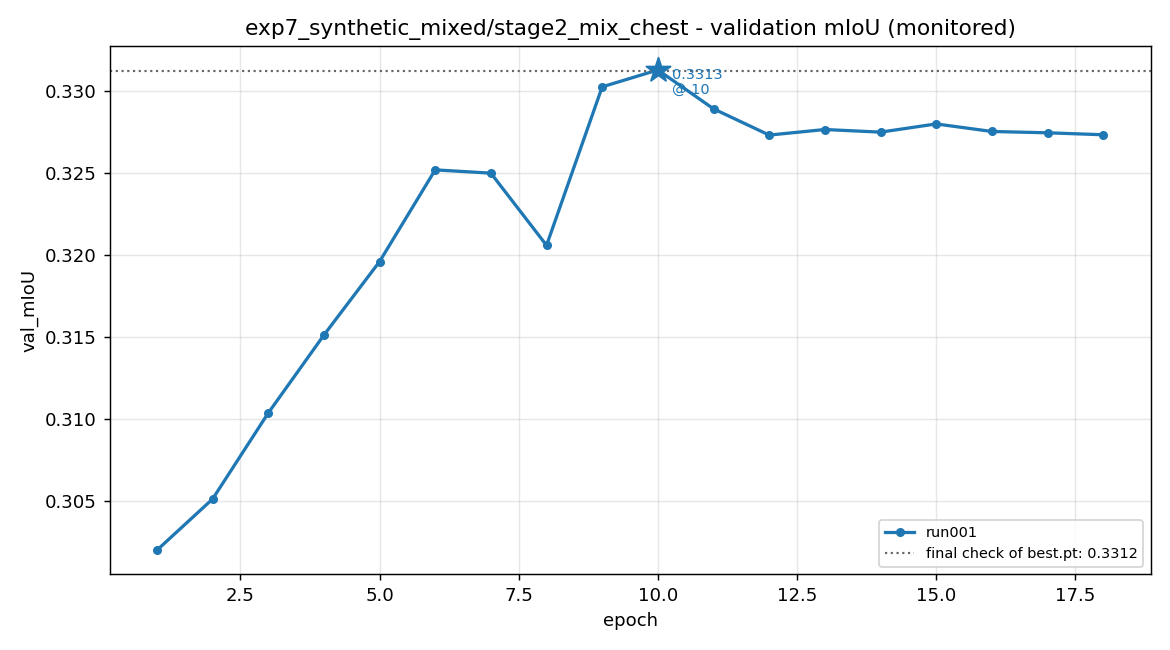 exp7_synthetic_mixed/stage2_mix_chest - validation mIoU (monitored)
0.3313
@ 10
0.330
0.325
0.320
0.315
0.310
0.305
val_mIoU
run001
final check of best.pt: 0.3312
2.5 5.0 7.5 10.0 12.5 15.0 17.5
epoch